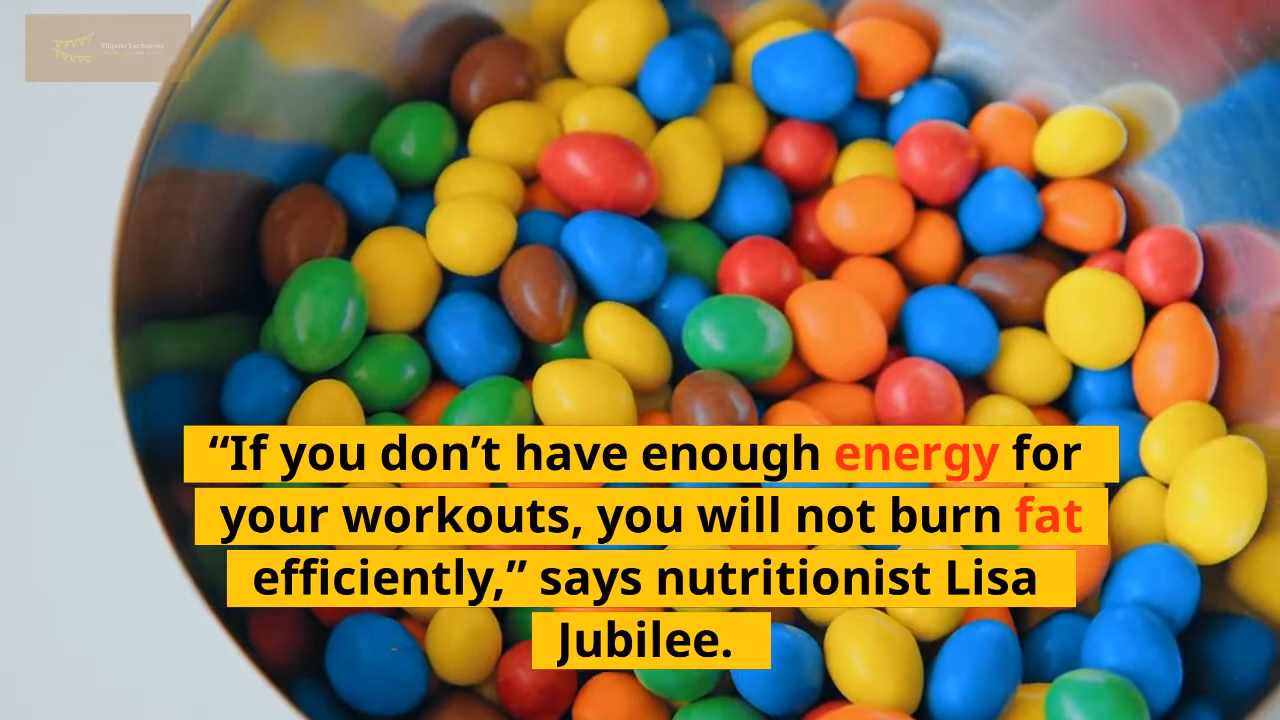 “If you don’t have enough energy for
your workouts, you will not burn fat
efficiently,” says nutritionist Lisa
Jubilee.